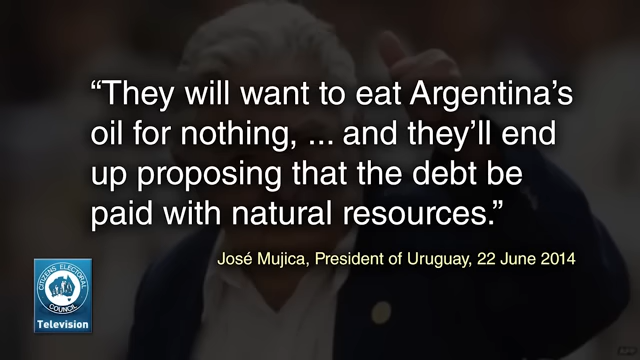 “They will want to eat Argentina’s
oil for nothing, ... and they’ll end
up proposing that the debt be
paid with natural resources.”
José Mujica, President of Uruguay, 22 June 2014
CITIZENS ELECTORAL
COUNCIL
Television